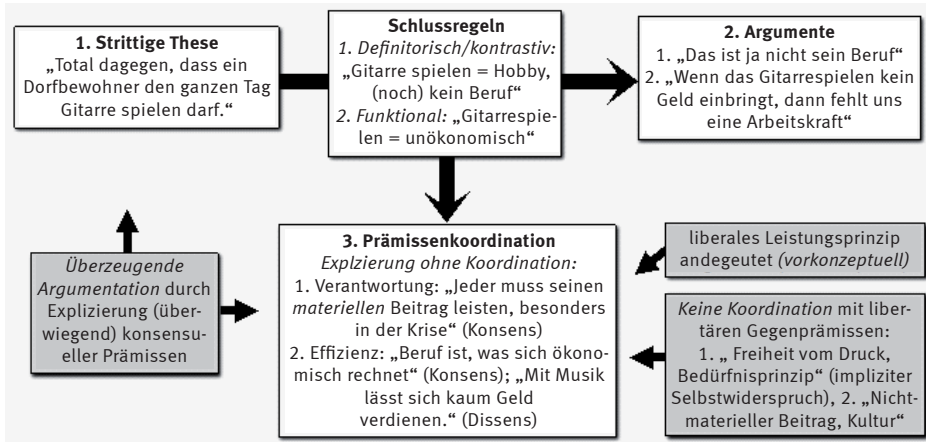 1. Strittige These
„Total dagegen, dass ein
Dorfbewohner den ganzen Tag
Gitarre spielen darf.“
Schlussregeln
1. Definitorisch/kontrastiv:
„Gitarre spielen = Hobby,
(noch) kein Beruf“
2. Funktional: „Gitarrespie-
len = unökonomisch“
2. Argumente
1. „Das ist ja nicht sein Beruf“
2. „Wenn das Gitarrespielen kein
Geld einbringt, dann fehlt uns
eine Arbeitskraft“
Überzeugende
Argumentation durch
Explizierung (über-
wiegend) konsensu-
eller Prämissen
3. Prämissenkoordination
Explzierung ohne Koordination:
1. Verantwortung: „Jeder muss seinen
materiellen Beitrag leisten, besonders
in der Krise“ (Konsens)
2. Effizienz: „Beruf ist, was sich ökono-
misch rechnet“ (Konsens); „Mit Musik
lässt sich kaum Geld
verdienen.“ (Dissens)
liberales Leistungsprinzip
andegeutet (vorkonzeptuell)
Keine Koordination mit liber-
tären Gegenprämissen:
1. „ Freiheit vom Druck,
Bedürfnisprinzip“ (impliziter
Selbstwiderspruch), 2. „Nicht-
materieller Beitrag, Kultur“